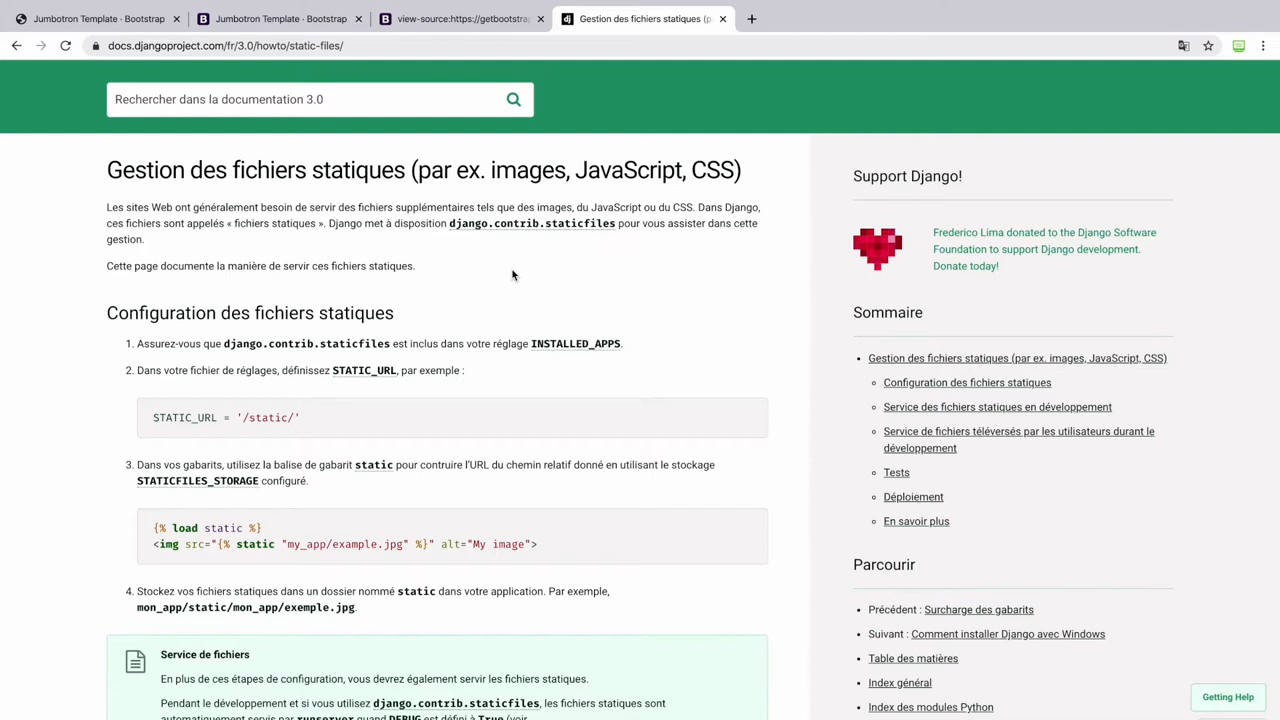 Jumbotron Template · Bootstrap
Jumbotron Template · Bootstrap
view-source:https://getbootstrap
Gestion des fichiers statiques (p
docs.djangoproject.com/fr/3.0/howto/static-files/
Rechercher dans la documentation 3.0
Gestion des fichiers statiques (par ex. images, JavaScript, CSS)
Les sites Web ont généralement besoin de servir des fichiers supplémentaires tels que des images, du JavaScript ou du CSS. Dans Django,
ces fichiers sont appelés « fichiers statiques ». Django met à disposition django.contrib.staticfiles pour vous assister dans cette
gestion.
Cette page documente la manière de servir ces fichiers statiques.
Configuration des fichiers statiques
1. Assurez-vous que django.contrib.staticfiles est inclus dans votre réglage INSTALLED_APPS.
2. Dans votre fichier de réglages, définissez STATIC_URL, par exemple :
STATIC_URL = '/static/'
3. Dans vos gabarits, utilisez la balise de gabarit static pour construire l'URL du chemin relatif donné en utilisant le stockage
STATICFILES_STORAGE configuré.
{% load static %}
<img src="{% static "my_app/example.jpg" %}" alt="My image">
4. Stockez vos fichiers statiques dans un dossier nommé static dans votre application. Par exemple,
mon_app/static/mon_app/exemple.jpg.
Service de fichiers
En plus de ces étapes de configuration, vous devrez également servir les fichiers statiques.
Pendant le développement et si vous utilisez django.contrib.staticfiles, les fichiers statiques sont
automatiquement servis par runserver quand DEBUG est défini à True (voir
Support Django!
Frederico Lima donated to the Django Software
Foundation to support Django development.
Donate today!
Sommaire
Gestion des fichiers statiques (par ex. images, JavaScript, CSS)
Configuration des fichiers statiques
Service des fichiers statiques en développement
Service de fichiers téléversés par les utilisateurs durant le
développement
Tests
Déploiement
En savoir plus
Parcourir
Précédent : Surcharge des gabarits
Suivant : Comment installer Django avec Windows
Table des matières
Index général
Index des modules Python
Getting Help